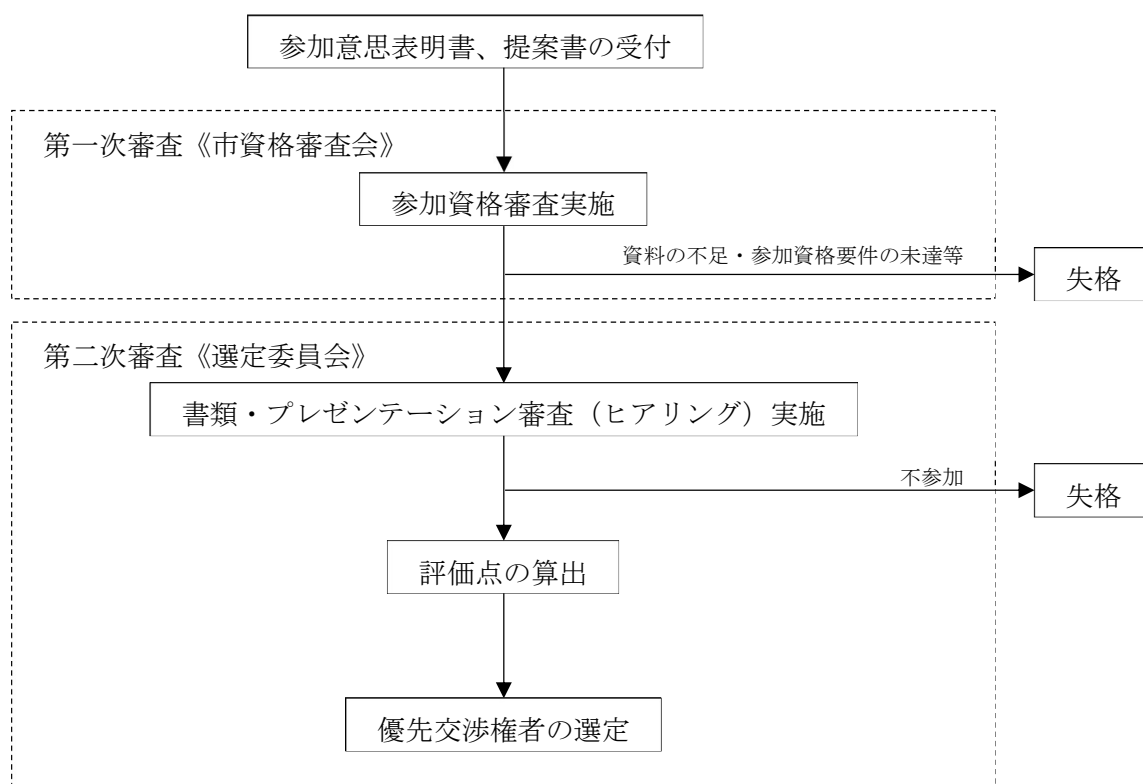 参加意思表明書、提案書の受付
第一次審査《市資格審査会》
参加資格審査実施
資料の不足・参加資格要件の未達等
失格
第二次審査《選定委員会》
書類・プレゼンテーション審査（ヒアリング）実施
不参加
失格
評価点の算出
優先交渉権者の選定